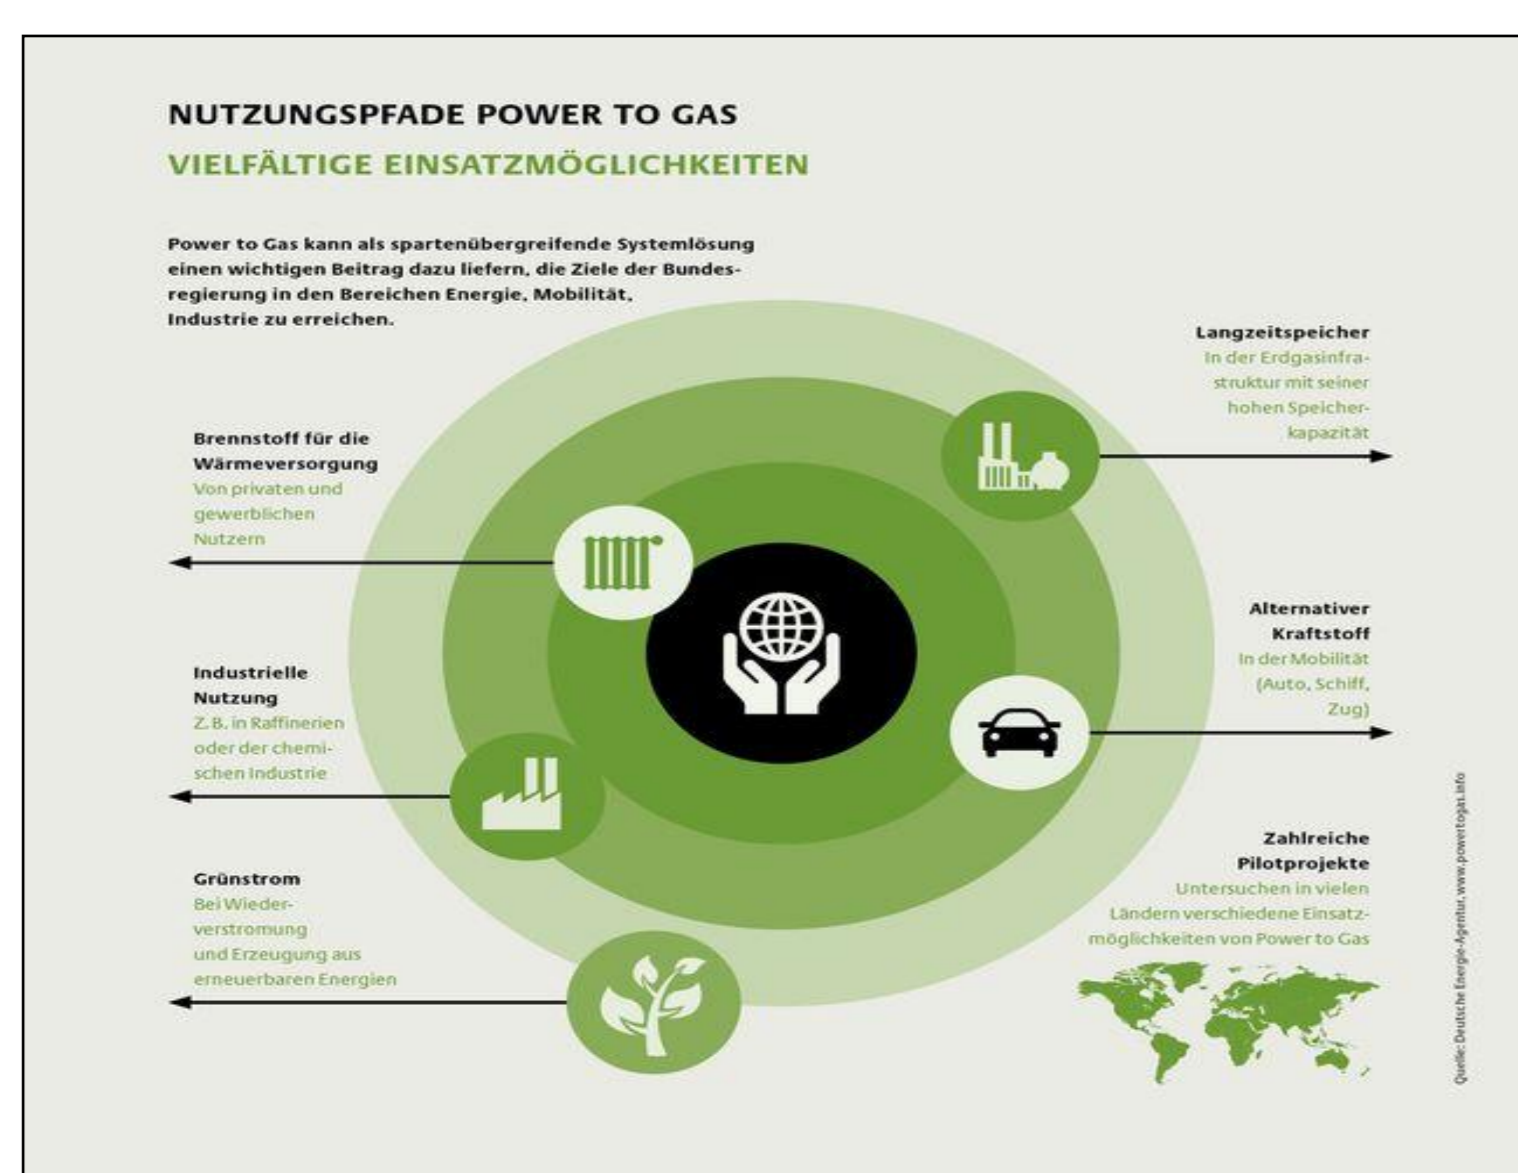 NUTZUNGSPFADE POWER TO GAS
VIELFÄLTIGE EINSATZMÖGLICHKEITEN
Power to Gas kann als spartenübergreifende Systemlösung
einen wichtigen Beitrag dazu liefern, die Ziele der Bundes-
regierung in den Bereichen Energie, Mobilität,
Industrie zu erreichen.
Brennstoff für die
Wärmeversorgung
Von privaten und
gewerblichen
Nutzern
Industrielle
Nutzung
Z. B. in Raffinerien
oder der chemi-
schen Industrie
Grünstrom
Bei Wieder-
verstromung
und Erzeugung aus
erneuerbaren Energien
Langzeitspeicher
In der Erdgasinfra-
struktur mit seiner
hohen Speicher-
kapazität
Alternativer
Kraftstoff
In der Mobilität
(Auto, Schiff,
Zug)
Zahlreiche
Pilotprojekte
Untersuchen in vielen
Ländern verschiedene Einsatz-
möglichkeiten von Power to Gas
Quelle: Deutsche Energie-Agentur, www.powertogas.info